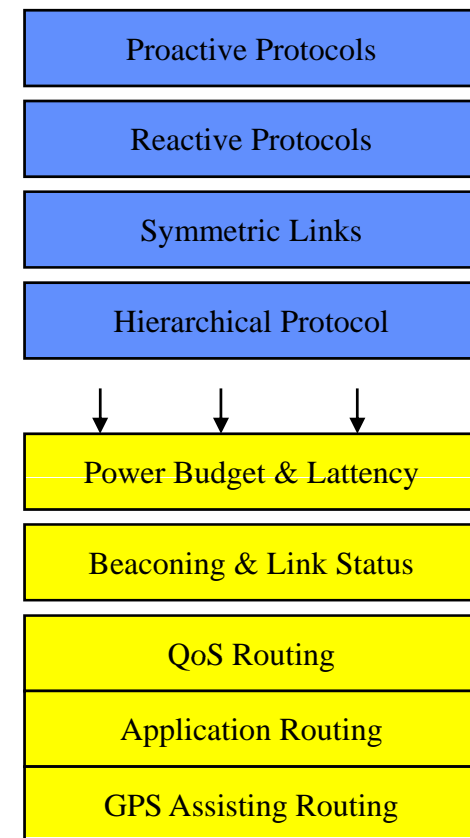 Proactive Protocols
Reactive Protocols
Symmetric Links
Hierarchical Protocol
Power Budget & Lattency
Beaconing & Link Status
QoS Routing
Application Routing
GPS Assisting Routing